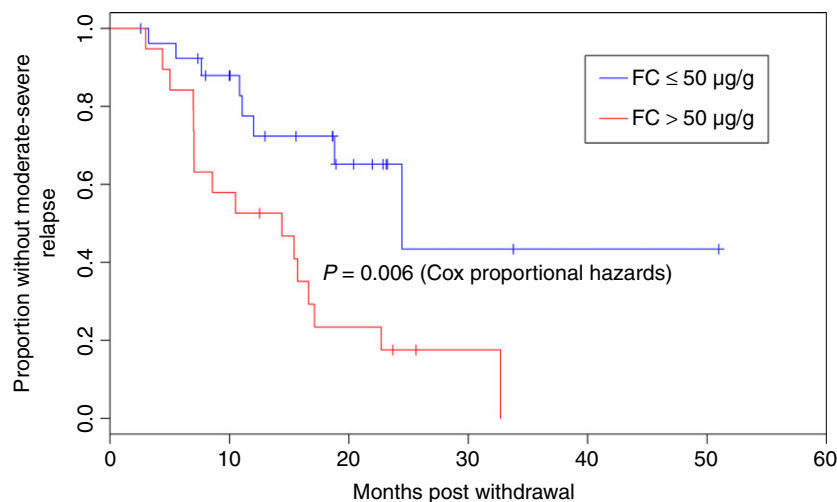 1.0
0.8
0.6
0.4
0.2
0.0
Proportion without moderate-severe
relapse
FC ≤ 50 µg/g
FC > 50 µg/g
P = 0.006 (Cox proportional hazards)
0 10 20 30 40 50 60
Months post withdrawal